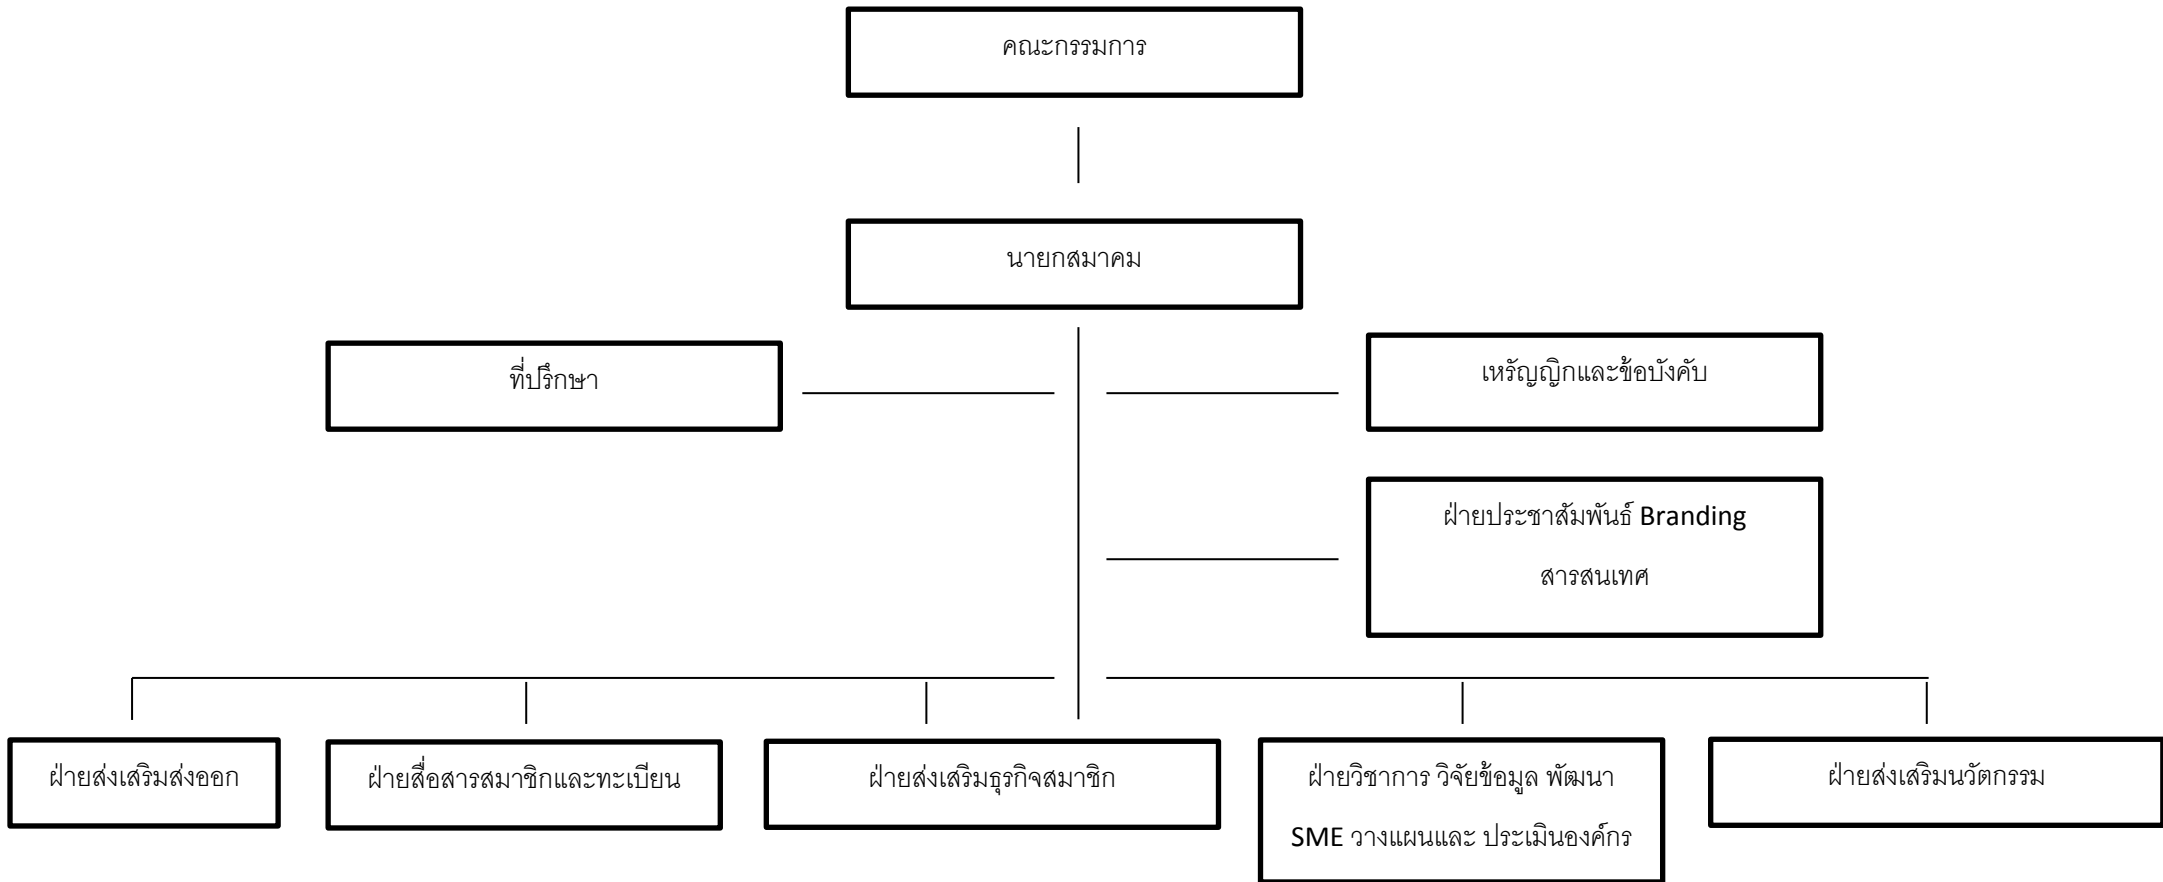 คณะกรรมการ
นายกสมาคม
ที่ปรึกษา
เหรัญญิกและข้อบังคับ
ฝ่ายประชาสัมพันธ์ Branding
สารสนเทศ
ฝ่ายส่งเสริมส่งออก
ฝ่ายสื่อสารสมาชิกและทะเบียน
ฝ่ายส่งเสริมธุรกิจสมาชิก
ฝ่ายวิชาการ วิจัยข้อมูล พัฒนา
SME วางแผนและ ประเมินองค์กร
ฝ่ายส่งเสริมนวัตกรรม